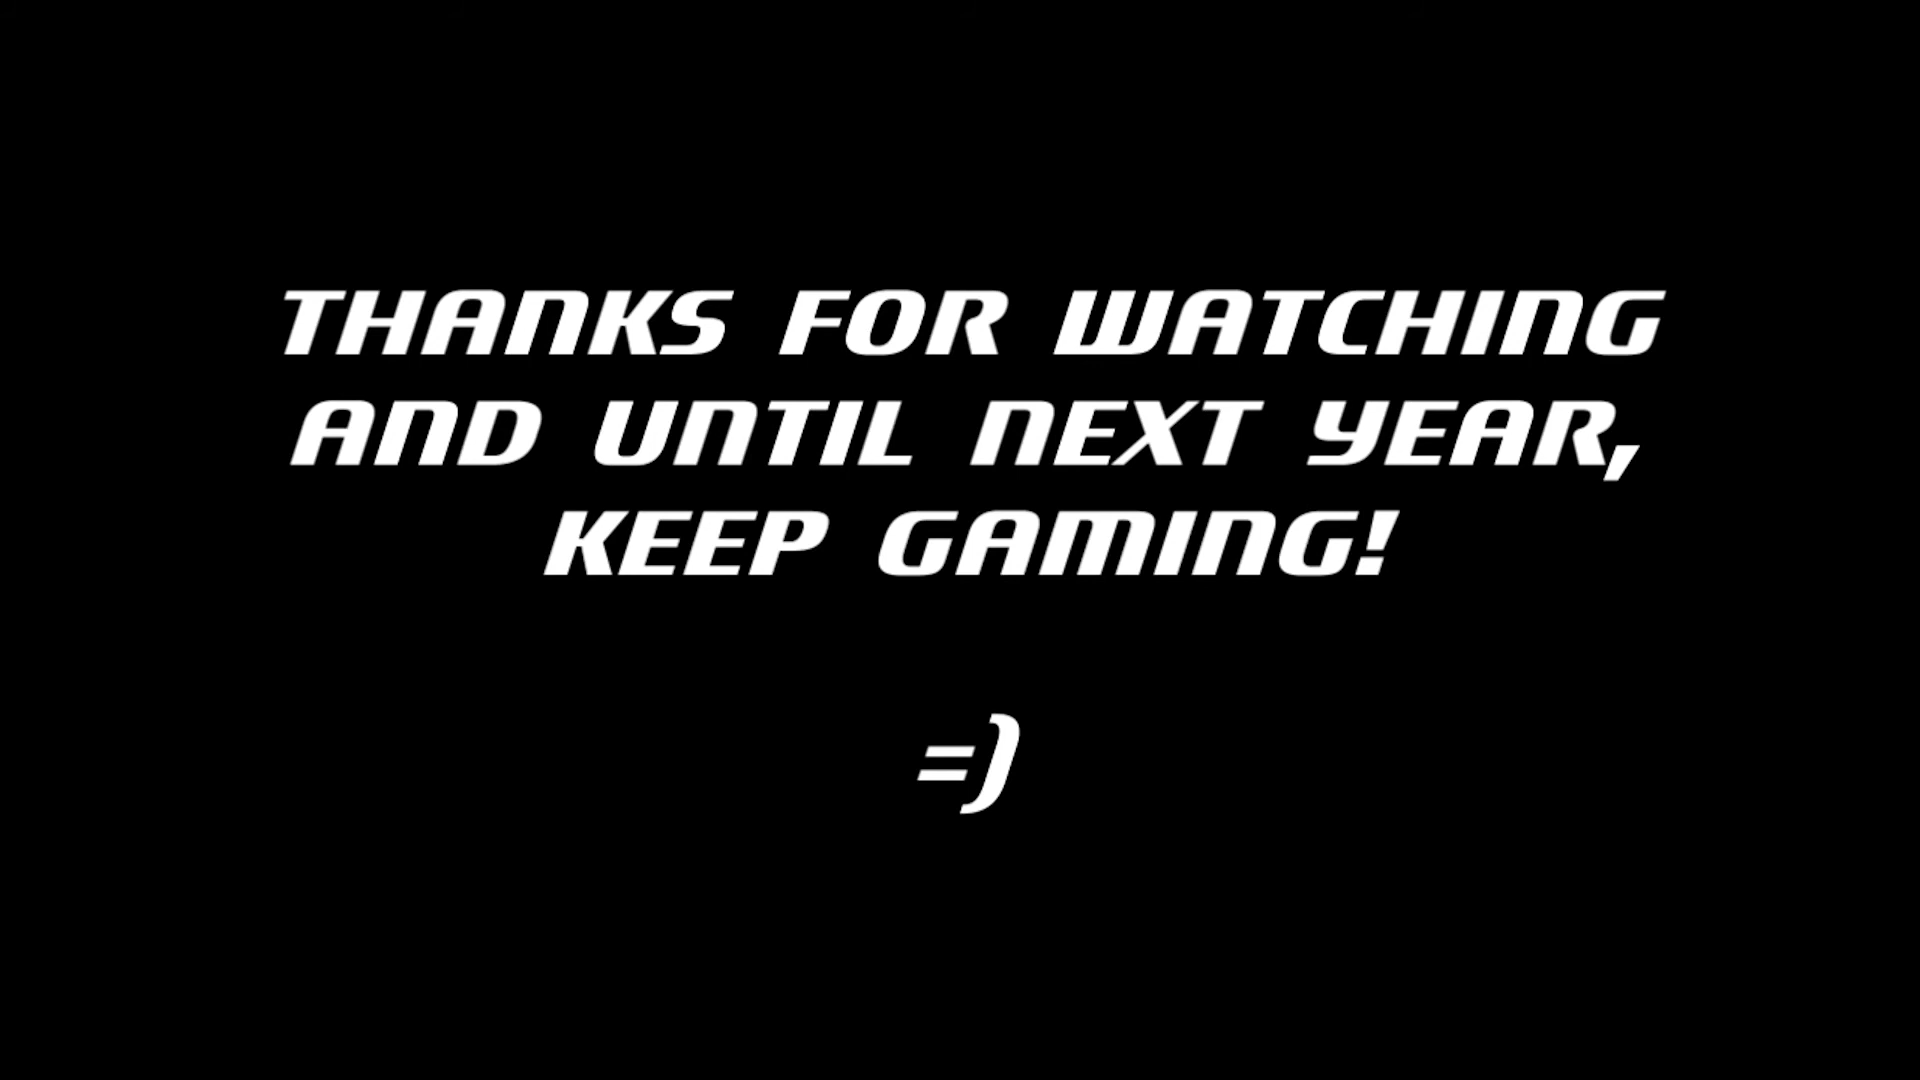 THANKS FOR WATCHING
AND UNTIL NEXT YEAR,
KEEP GAMING!
=)